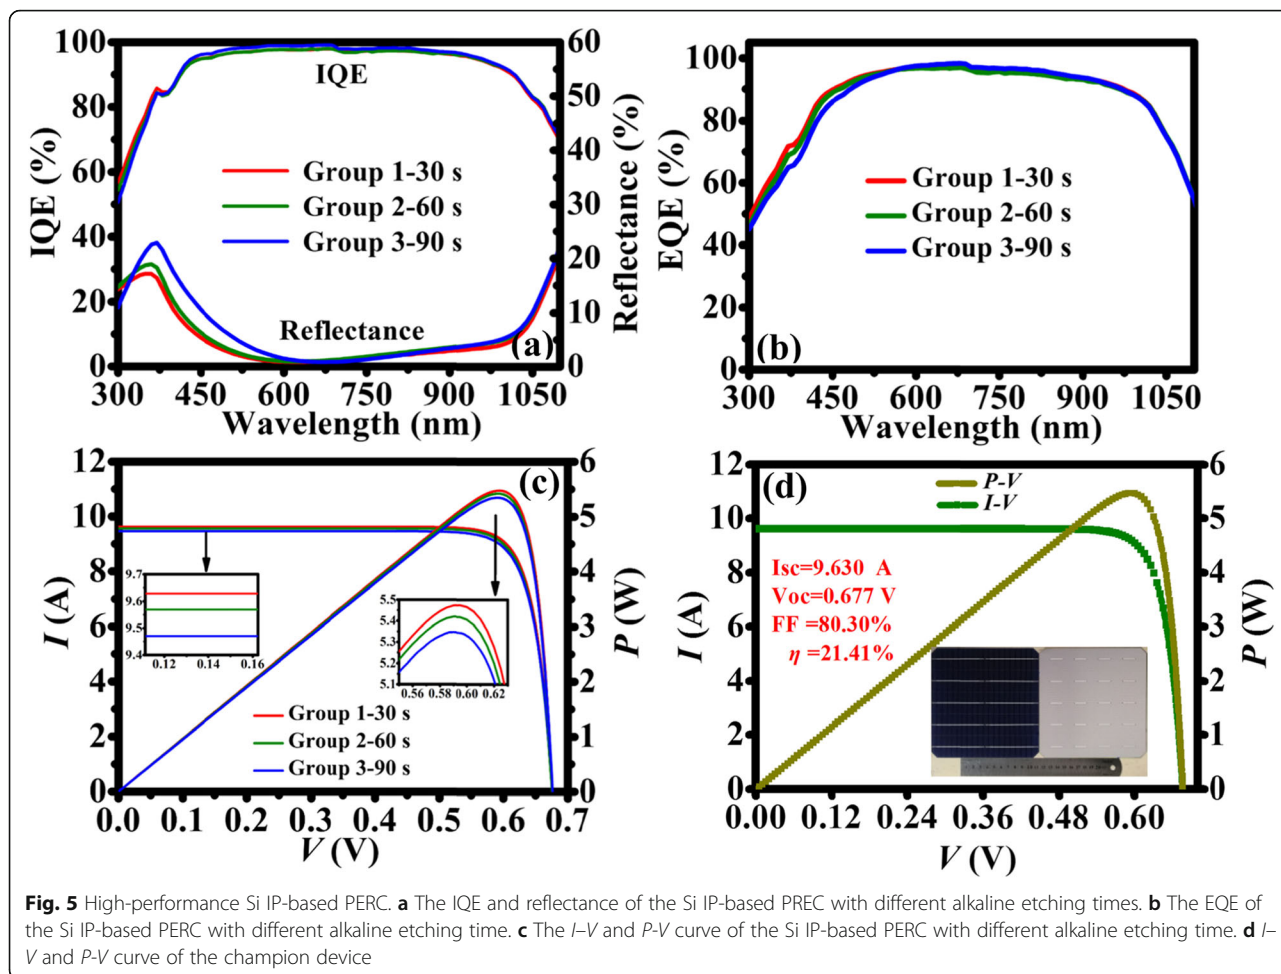 100
80
60
40
20
0
IQE (%)
60
50
40
30
20
10
0
Reflectance (%)
IQE
Group 1-30 s
Group 2-60 s
Group 3-90 s
Reflectance
(a)
300 450 600 750 900 1050
Wavelength (nm)
100
80
60
40
20
0
EQE (%)
Group 1-30 s
Group 2-60 s
Group 3-90 s
(b)
300 450 600 750 900 1050
Wavelength (nm)
12
10
8
6
4
2
0
I (A)
6
5
4
3
2
1
0
P (W)
(c)
9.7
9.6
9.5
9.4
0.12 0.14 0.16
5.5
5.4
5.3
5.2
5.1
0.56 0.58 0.60 0.62
Group 1-30 s
Group 2-60 s
Group 3-90 s
0.0 0.1 0.2 0.3 0.4 0.5 0.6 0.7
V (V)
12
10
8
6
4
2
0
I (A)
6
5
4
3
2
1
0
P (W)
(d)
P-V
I-V
Isc=9.630 A
Voc=0.677 V
FF =80.30%
η =21.41%
0.00 0.12 0.24 0.36 0.48 0.60
V (V)
Fig. 5 High-performance Si IP-based PERC. a The IQE and reflectance of the Si IP-based PREC with different alkaline etching times. b The EQE of
the Si IP-based PERC with different alkaline etching time. c The I–V and P-V curve of the Si IP-based PERC with different alkaline etching time. d I–
V and P-V curve of the champion device